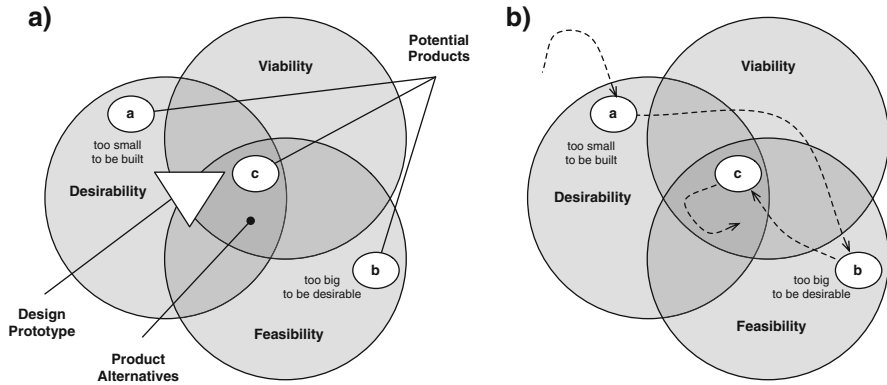 a)
Potential
Products
Viability
a
too small
to be built
c
Desirability
b
too big
to be desirable
Design
Prototype
Feasibility
Product
Alternatives
b)
Viability
a
too small
to be built
c
Desirability
b
too big
to be desirable
Feasibility